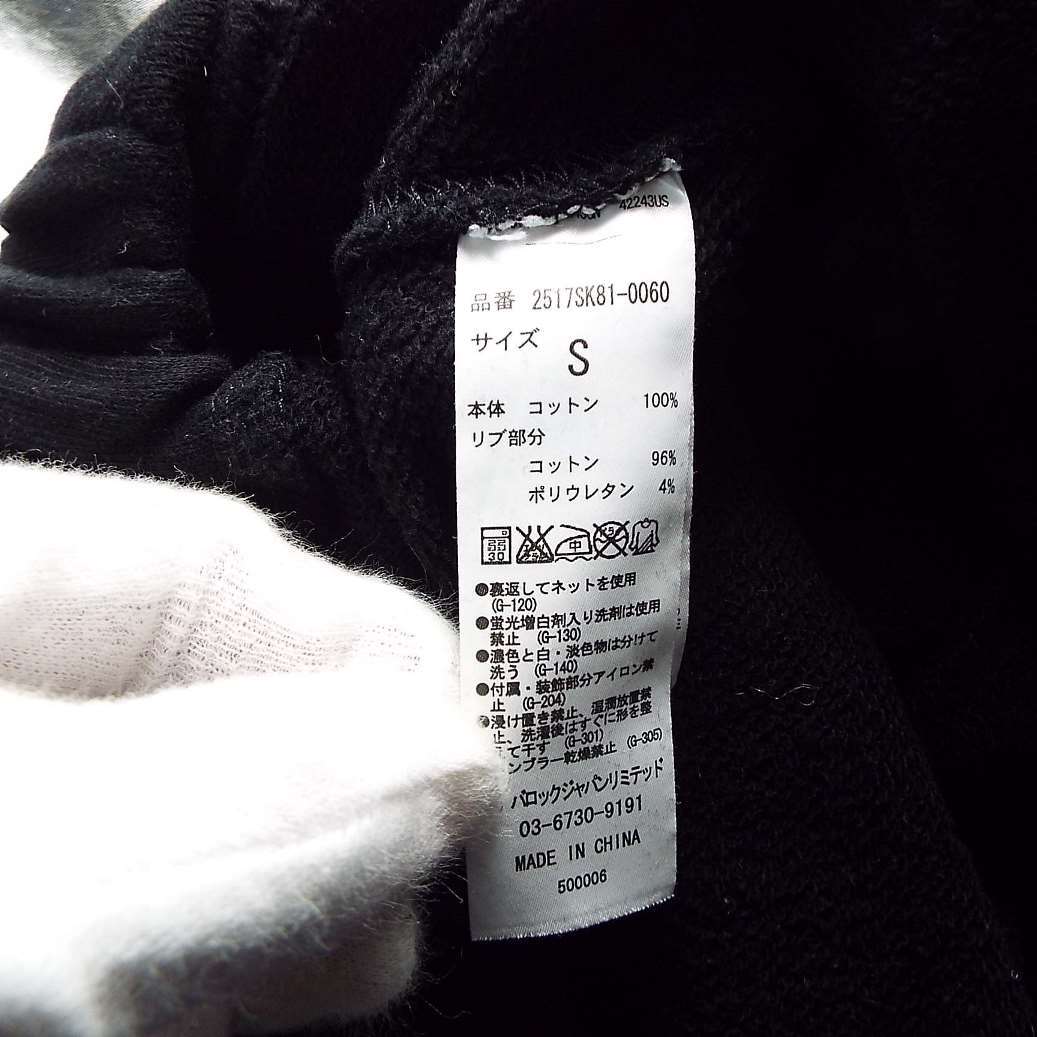 42243US
品番 2517SK81-0060
サイズ
S
本体 コットン 100%
リブ部分
コットン 96%
ポリウレタン 4%
弱
30
中
●裏返してネットを使用
(G-120)
●蛍光増白剤入り洗剤は使用
禁止 (G-130)
●濃色と白・淡色物は分けて
洗う (G-140)
●付属・装飾部分アイロン禁
止 (G-204)
●浸け置き禁止、湿潤放置禁
止、洗濯後はすぐに形を整
えて干す (G-301)
ンブラー乾燥禁止 (G-305)
バロックジャパンリミテッド
03-6730-9191
MADE IN CHINA
500006